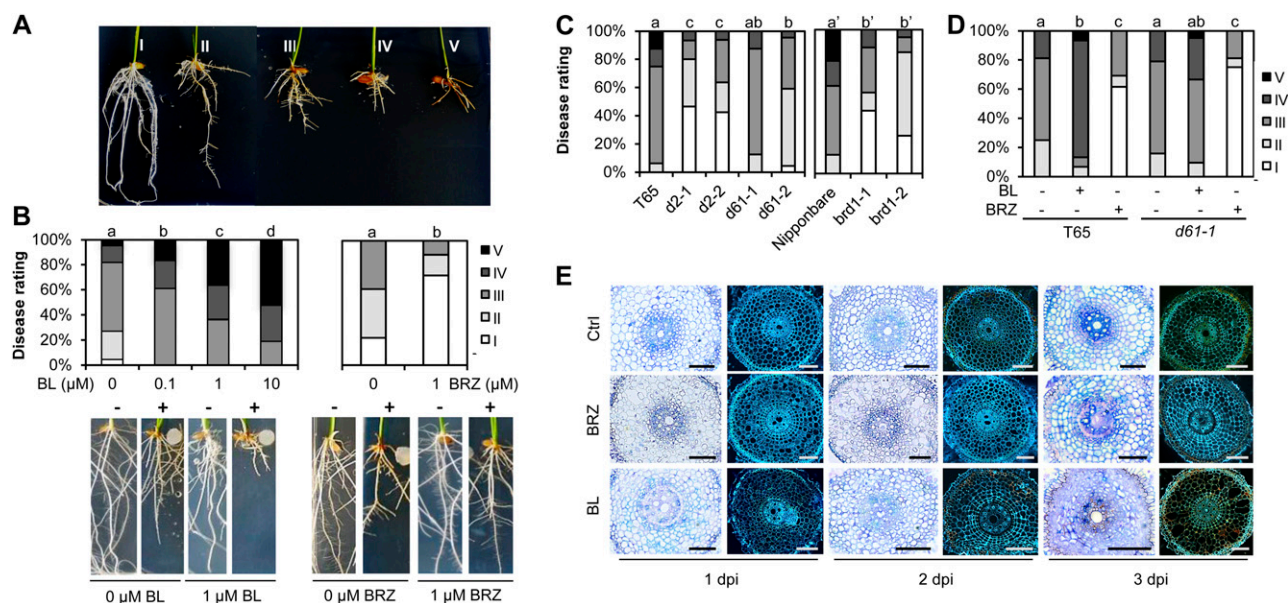 A
I II III IV V
B
Disease rating
100%
80%
60%
40%
20%
0%
a b c d
V
IV
III
II
I
BL (µM) 0 0.1 1 10
a b
0 1 BRZ (µM)
- + - +
- + - +
0 µM BL 1 µM BL
0 µM BRZ 1 µM BRZ
C
Disease rating
100%
80%
60%
40%
20%
0%
a c c ab b a' b' b'
T65 d2-1 d2-2 d61-1 d61-2 Nipponbare brd1-1 brd1-2
D
100%
80%
60%
40%
20%
0%
a b c a ab c
V
IV
III
II
I
BL - + - - + -
BRZ - - + - - +
T65 d61-1
E
Ctrl
BRZ
BL
1 dpi 2 dpi 3 dpi